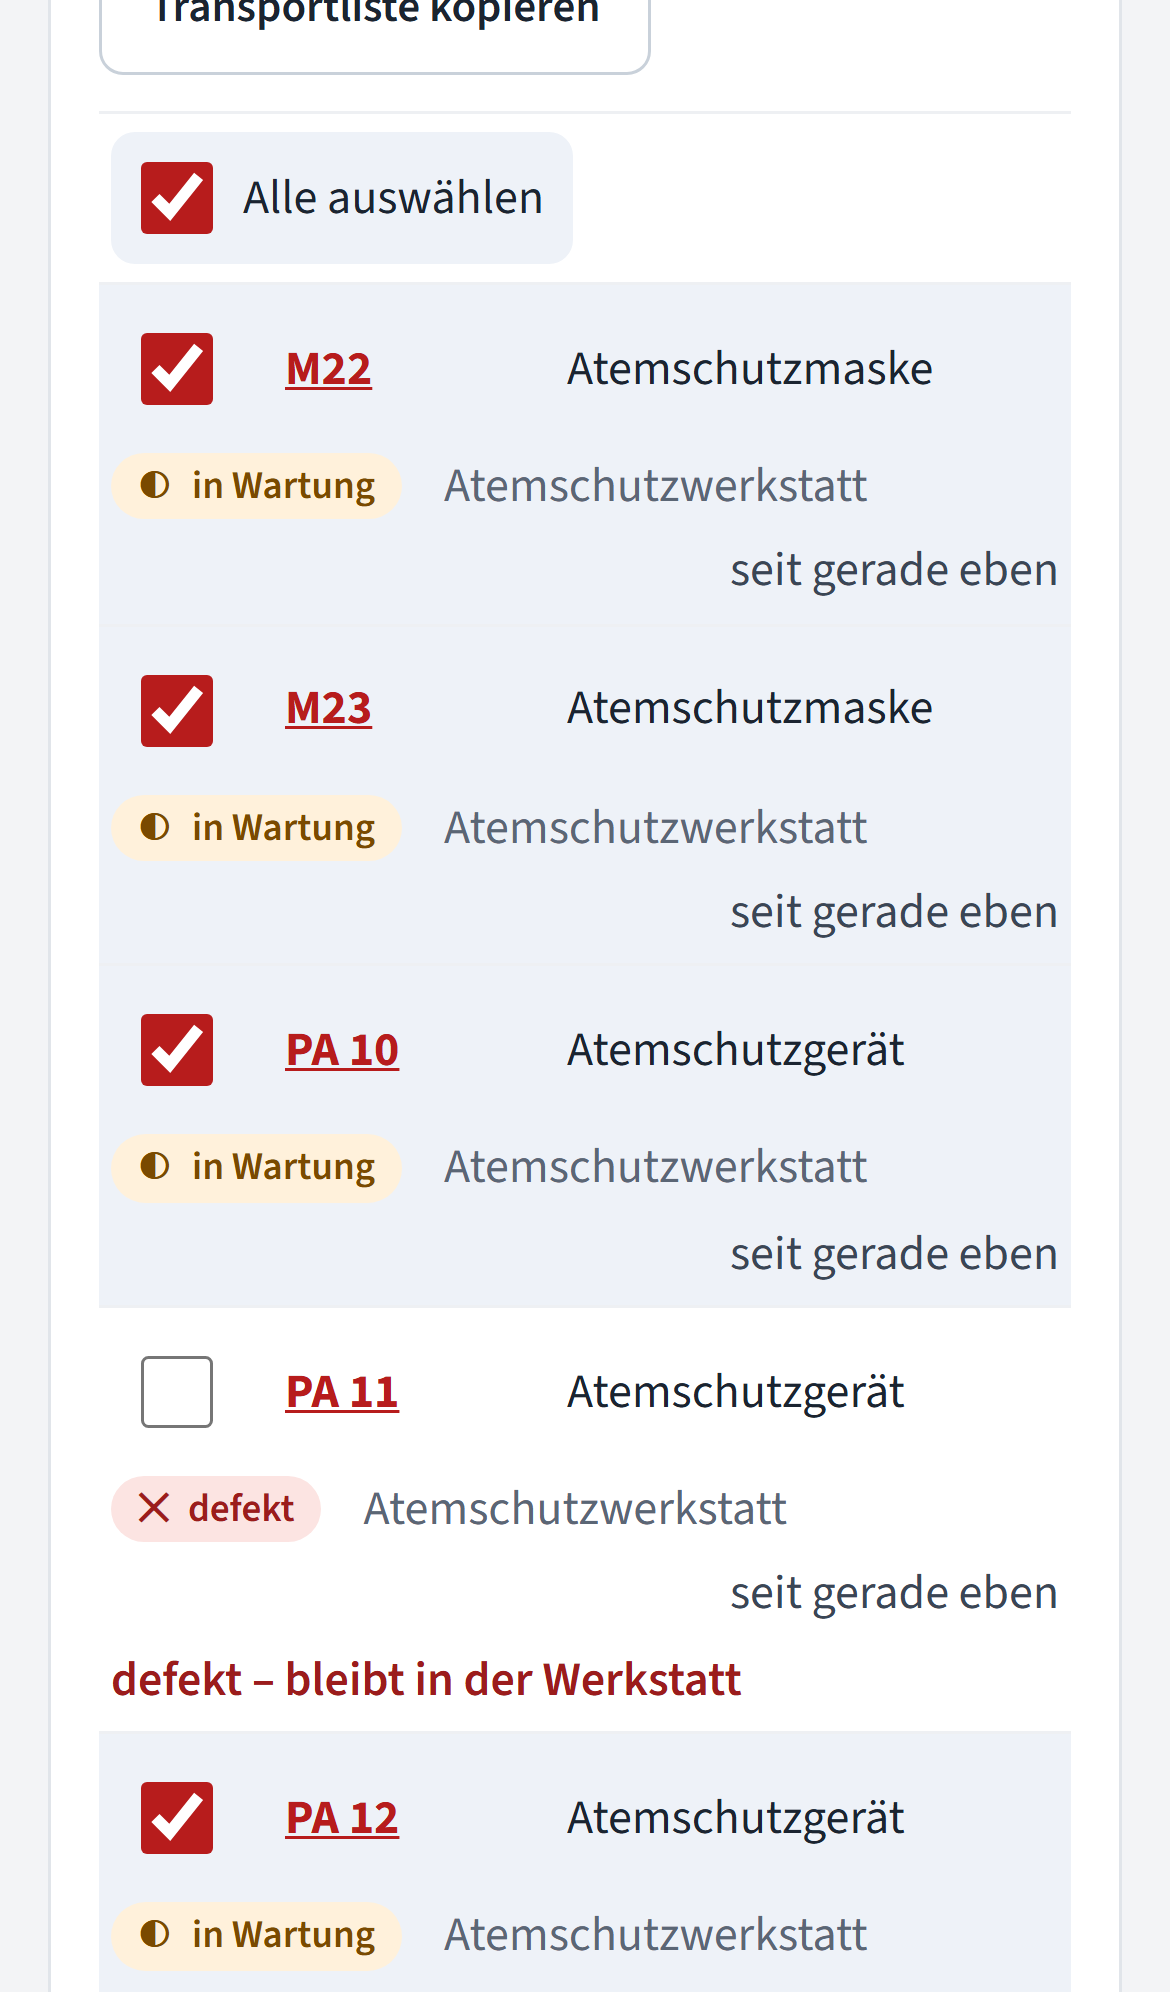 Transportliste kopieren
Alle auswählen
M22 Atemschutzmaske
in Wartung Atemschutzwerkstatt
seit gerade eben
M23 Atemschutzmaske
in Wartung Atemschutzwerkstatt
seit gerade eben
PA 10 Atemschutzgerät
in Wartung Atemschutzwerkstatt
seit gerade eben
PA 11 Atemschutzgerät
defekt Atemschutzwerkstatt
seit gerade eben
defekt – bleibt in der Werkstatt
PA 12 Atemschutzgerät
in Wartung Atemschutzwerkstatt